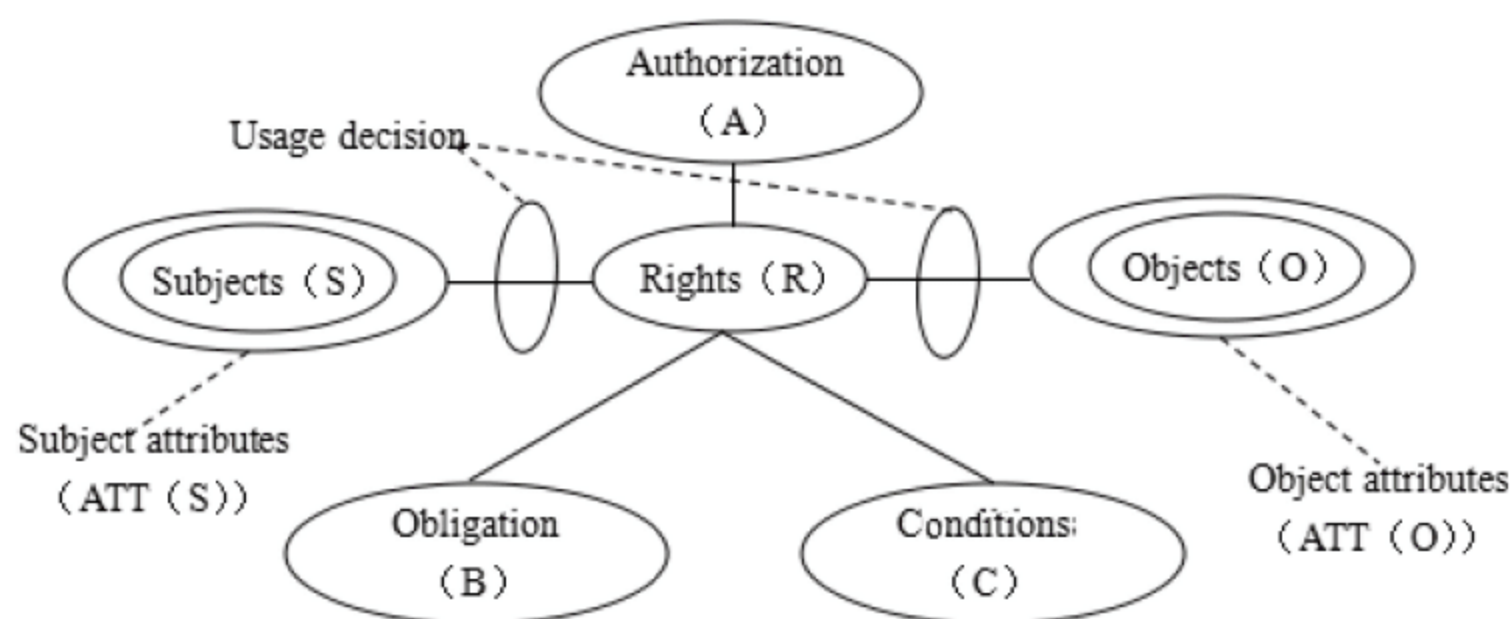 Authorization
（A）
Usage decision
Subjects（S）
Rights（R）
Objects（O）
Subject attributes
（ATT（S））
Object attributes
（ATT（O））
Obligation
（B）
Conditions:
（C）